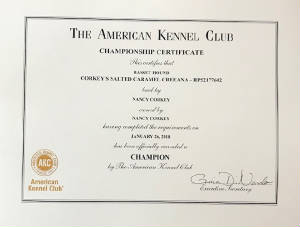 THE AMERICAN KENNEL CLUB
CHAMPIONSHIP CERTIFICATE
This certifies that
BASSET HOUND
CORKEY'S SALTED CARAMEL CHEEANA - HP52177642
bred by
NANCY CORKEY
owned by
NANCY CORKEY
having completed the requirements on
JANUARY 26, 2018
has been officially recorded a
CHAMPION
by The American Kennel Club
AKC
American
Kennel Club
Executive Secretary